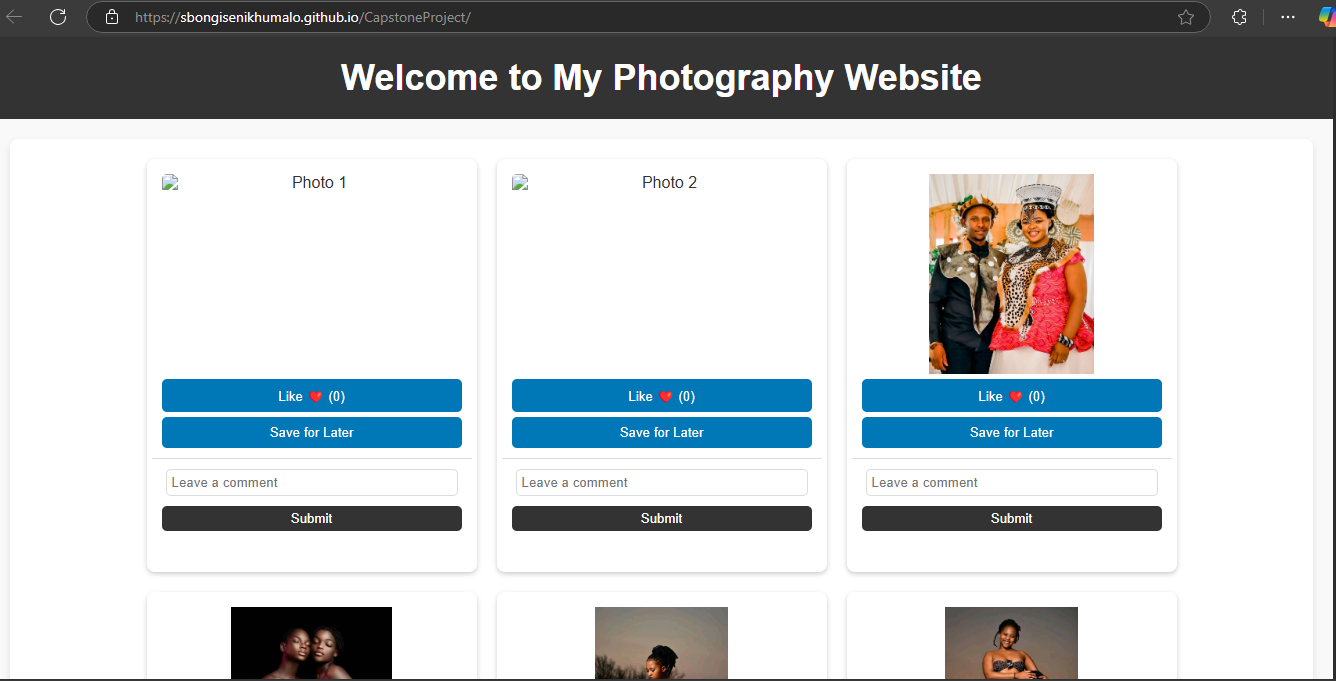 https://sbongisenikhumalo.github.io/CapstoneProject/
Welcome to My Photography Website
Photo 1
Photo 2
Like ❤️ (0)
Like ❤️ (0)
Like ❤️ (0)
Save for Later
Save for Later
Save for Later
Leave a comment
Leave a comment
Leave a comment
Submit
Submit
Submit